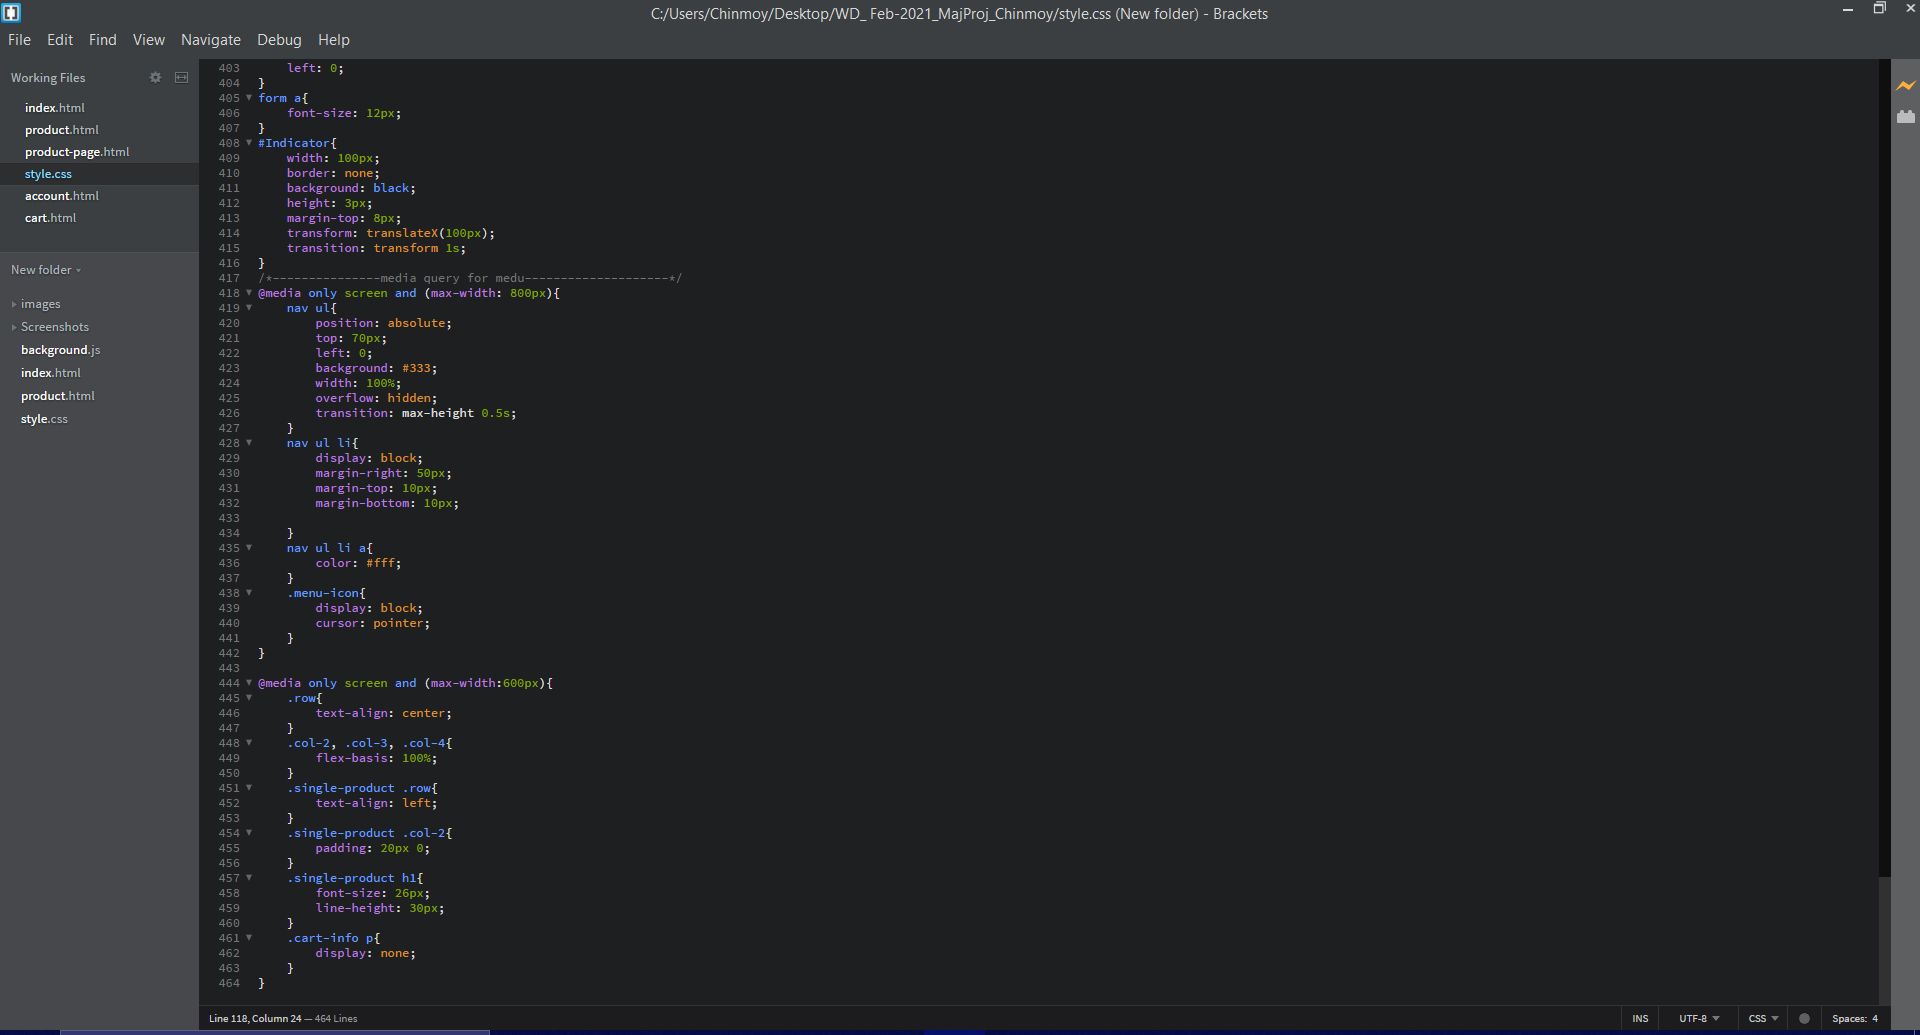 C:/Users/Chinmoy/Desktop/WD_ Feb-2021_MajProj_Chinmoy/style.css (New folder) - Brackets
File Edit Find View Navigate Debug Help
Working Files
index.html
product.html
product-page.html
style.css
account.html
cart.html
New folder
images
Screenshots
background.js
index.html
product.html
style.css
403     left: 0;
404 }
405 form a{
406     font-size: 12px;
407 }
408 #Indicator{
409     width: 100px;
410     border: none;
411     background: black;
412     height: 3px;
413     margin-top: 8px;
414     transform: translateX(100px);
415     transition: transform 1s;
416 }
417 /*---------------media query for medu--------------------*/
418 @media only screen and (max-width: 800px){
419     nav ul{
420         position: absolute;
421         top: 70px;
422         left: 0;
423         background: #333;
424         width: 100%;
425         overflow: hidden;
426         transition: max-height 0.5s;
427     }
428     nav ul li{
429         display: block;
430         margin-right: 50px;
431         margin-top: 10px;
432         margin-bottom: 10px;
433
434     }
435     nav ul li a{
436         color: #fff;
437     }
438     .menu-icon{
439         display: block;
440         cursor: pointer;
441     }
442 }
443
444 @media only screen and (max-width:600px){
445     .row{
446         text-align: center;
447     }
448     .col-2, .col-3, .col-4{
449         flex-basis: 100%;
450     }
451     .single-product .row{
452         text-align: left;
453     }
454     .single-product .col-2{
455         padding: 20px 0;
456     }
457     .single-product h1{
458         font-size: 26px;
459         line-height: 30px;
460     }
461     .cart-info p{
462         display: none;
463     }
464 }
Line 118, Column 24 — 464 Lines
INS UTF-8 CSS Spaces: 4